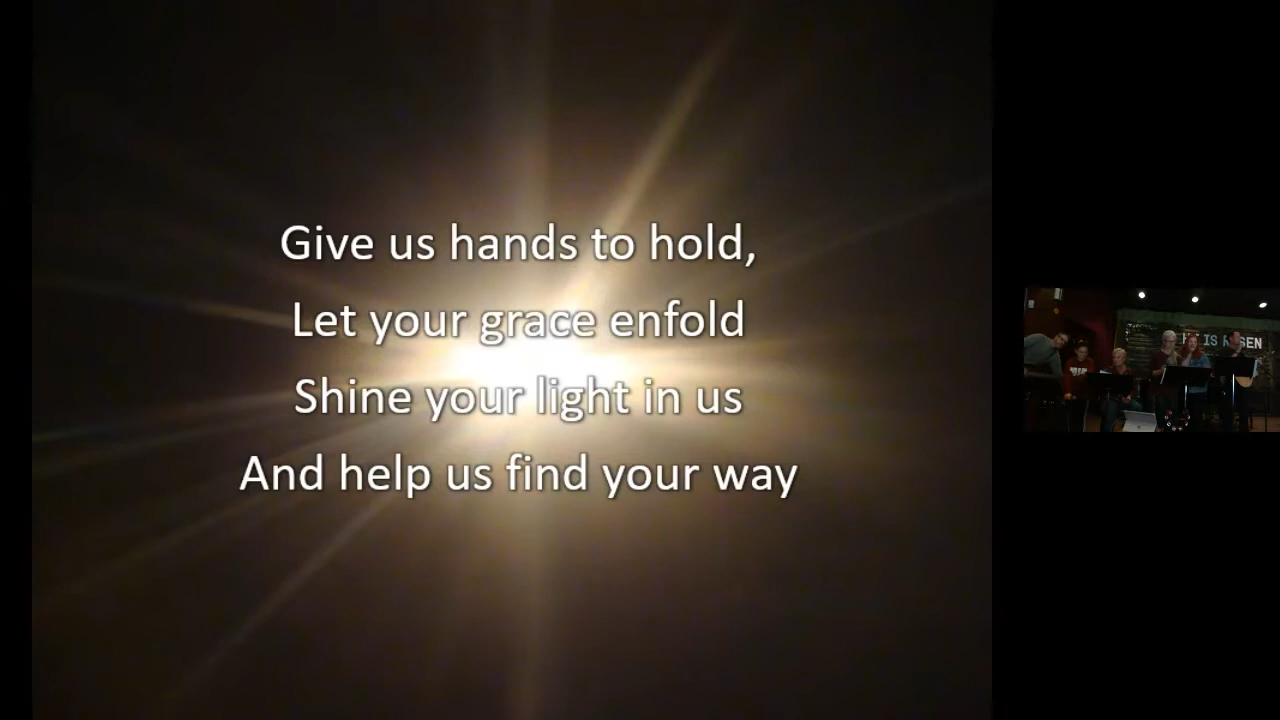 Give us hands to hold,
Let your grace enfold
Shine your light in us
And help us find your way
IS